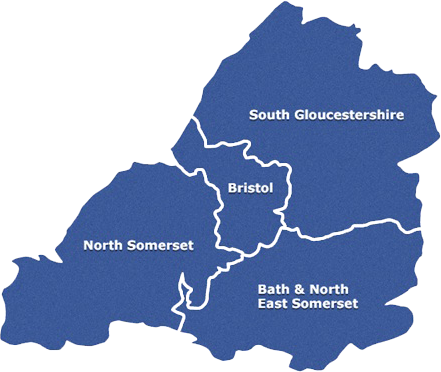 South Gloucestershire
Bristol
North Somerset
Bath & North
East Somerset